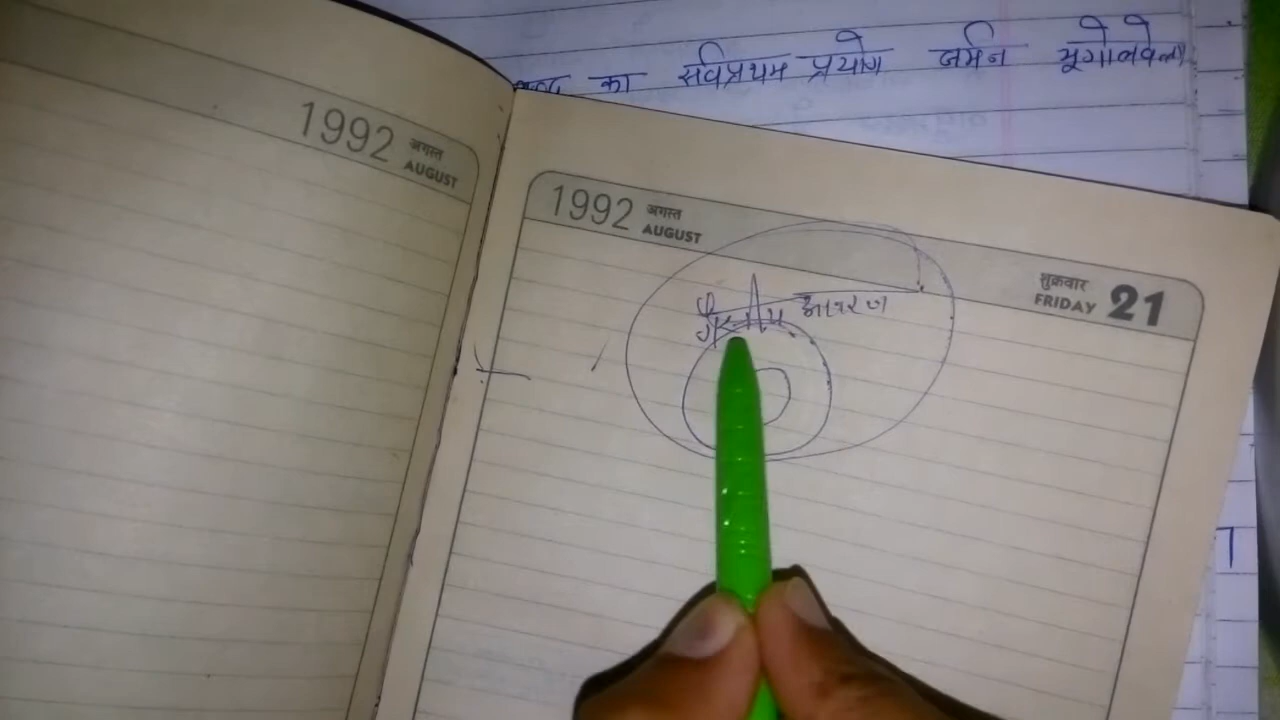 का सर्वप्रथम प्रयोग जर्मन भूगोलवेत्ता
1992 अगस्त
AUGUST
1992 अगस्त
AUGUST
शुक्रवार
FRIDAY 21
गैस्तीय आवरण